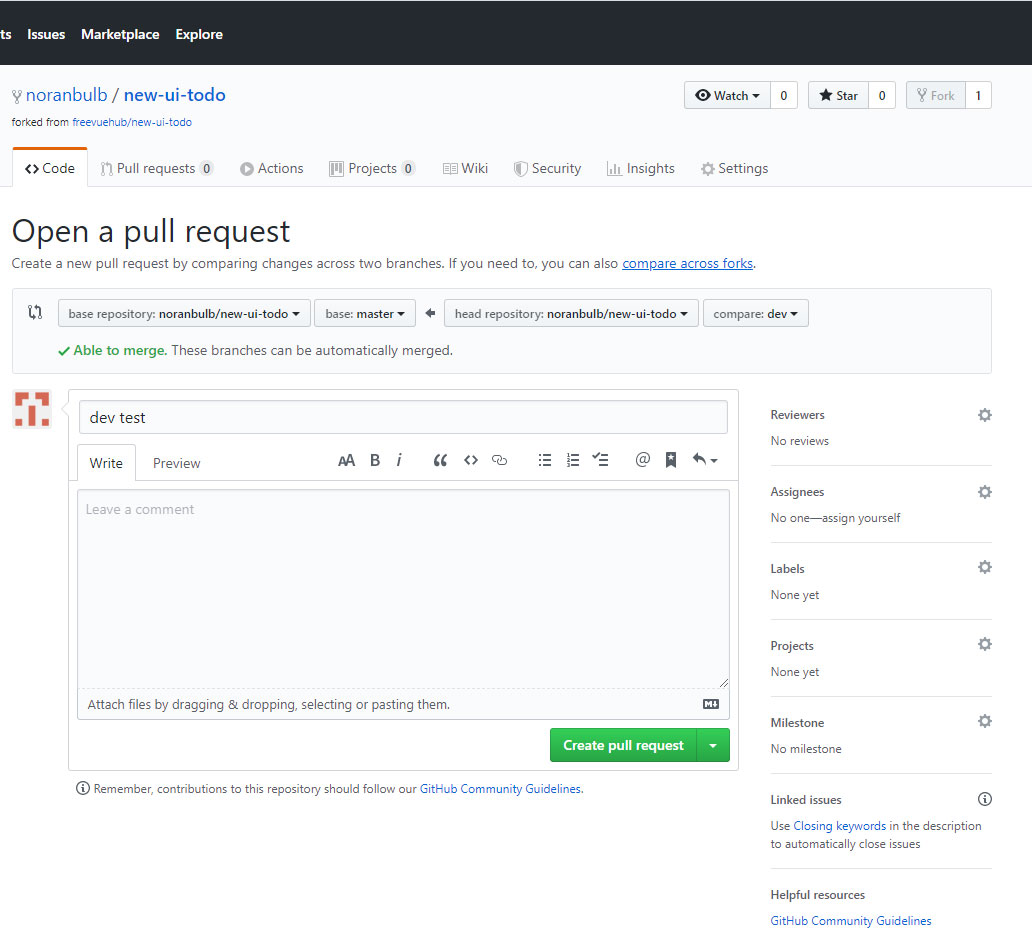 ts Issues Marketplace Explore
noranbulb / new-ui-todo
Watch 0 Star 0 Fork 1
forked from freevuehub/new-ui-todo
Code Pull requests 0 Actions Projects 0 Wiki Security Insights Settings
Open a pull request
Create a new pull request by comparing changes across two branches. If you need to, you can also compare across forks.
base repository: noranbulb/new-ui-todo base: master head repository: noranbulb/new-ui-todo compare: dev
Able to merge. These branches can be automatically merged.
dev test
Write Preview
Leave a comment
Attach files by dragging & dropping, selecting or pasting them.
Create pull request
Remember, contributions to this repository should follow our GitHub Community Guidelines.
Reviewers
No reviews
Assignees
No one—assign yourself
Labels
None yet
Projects
None yet
Milestone
No milestone
Linked issues
Use Closing keywords in the description
to automatically close issues
Helpful resources
GitHub Community Guidelines